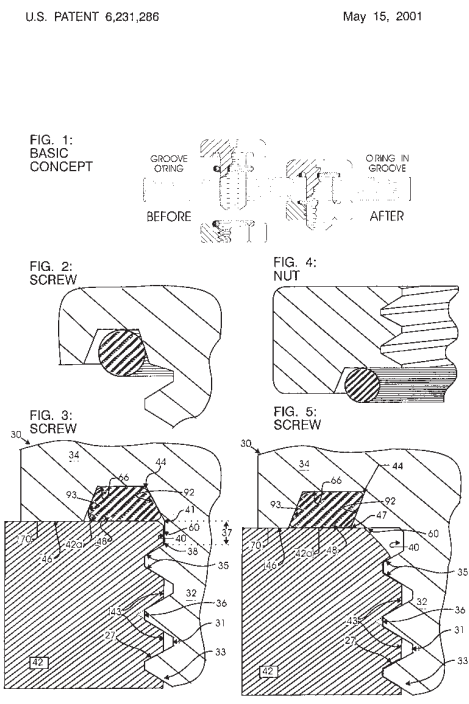 U.S. PATENT 6,231,286
May 15, 2001
FIG. 1:
BASIC
CONCEPT
GROOVE
O'RING
O'RING IN
GROOVE
BEFORE
AFTER
FIG. 2:
SCREW
FIG. 4:
NUT
FIG. 3:
SCREW
FIG. 5:
SCREW
30
34
66
44
93
92
41
60
37
40
38
70
46
42a
48
35
32
43
36
31
27
33
42
30
34
66
44
93
92
47
60
40
70
46
42a
48
35
32
36
43
31
27
33
42